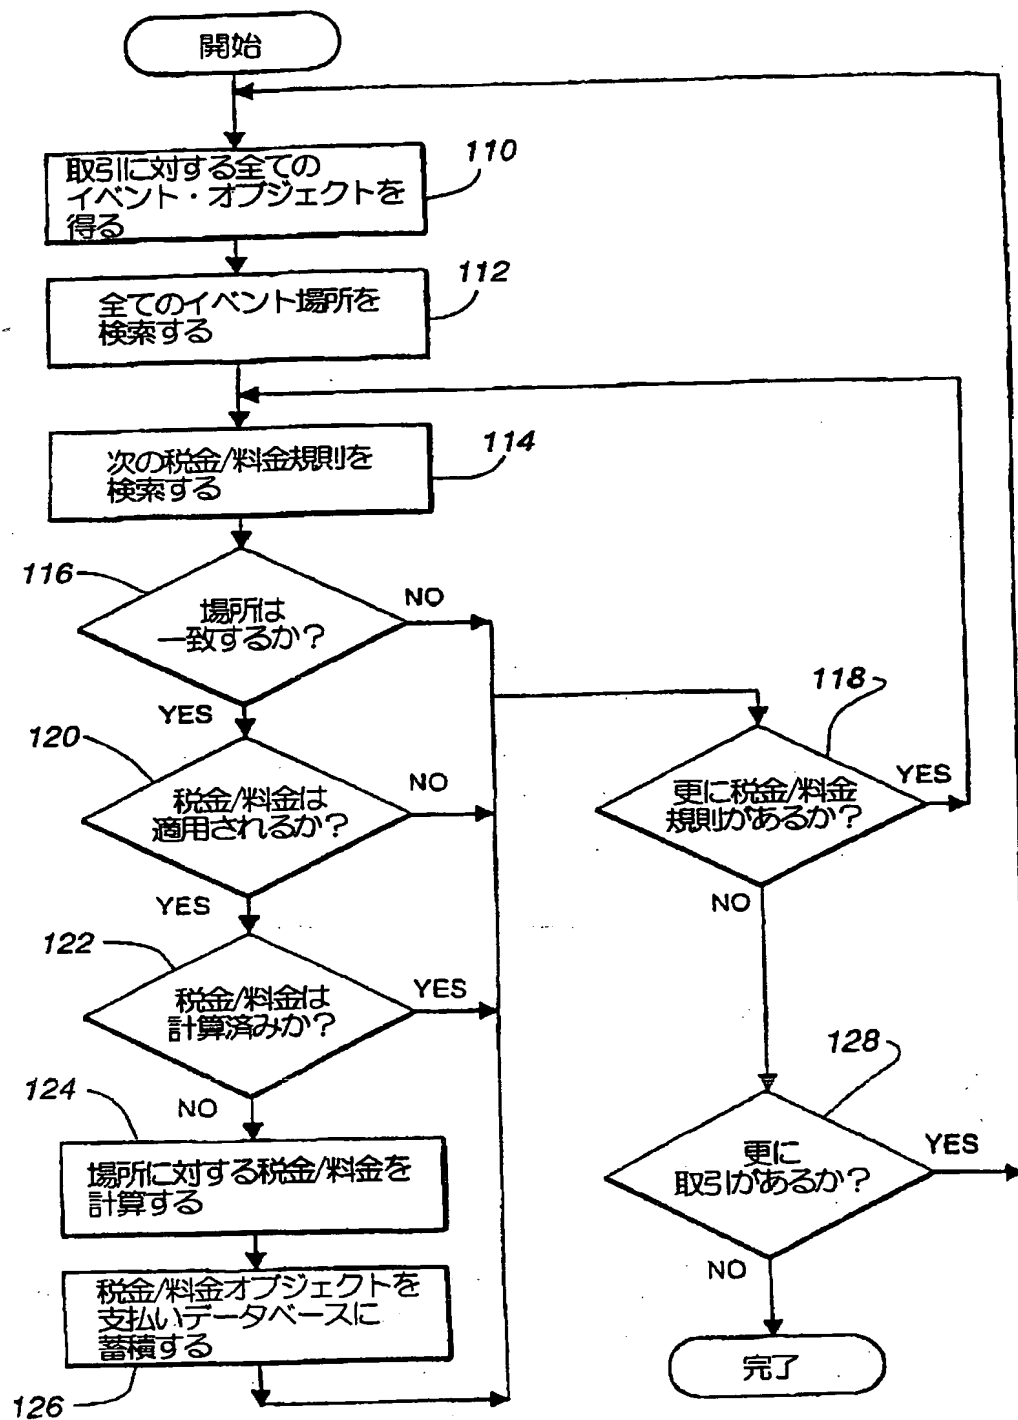 開始
取引に対する全ての
イベント・オブジェクトを
得る
110
全てのイベント場所を
検索する
112
次の税金/料金規則を
検索する
114
116
場所は
一致するか?
NO
YES
118
更に税金/料金
規則があるか?
YES
NO
120
税金/料金は
適用されるか?
NO
YES
122
税金/料金は
計算済みか?
YES
NO
124
場所に対する税金/料金を
計算する
税金/料金オブジェクトを
支払いデータベースに
蓄積する
126
128
更に
取引があるか?
YES
NO
完了